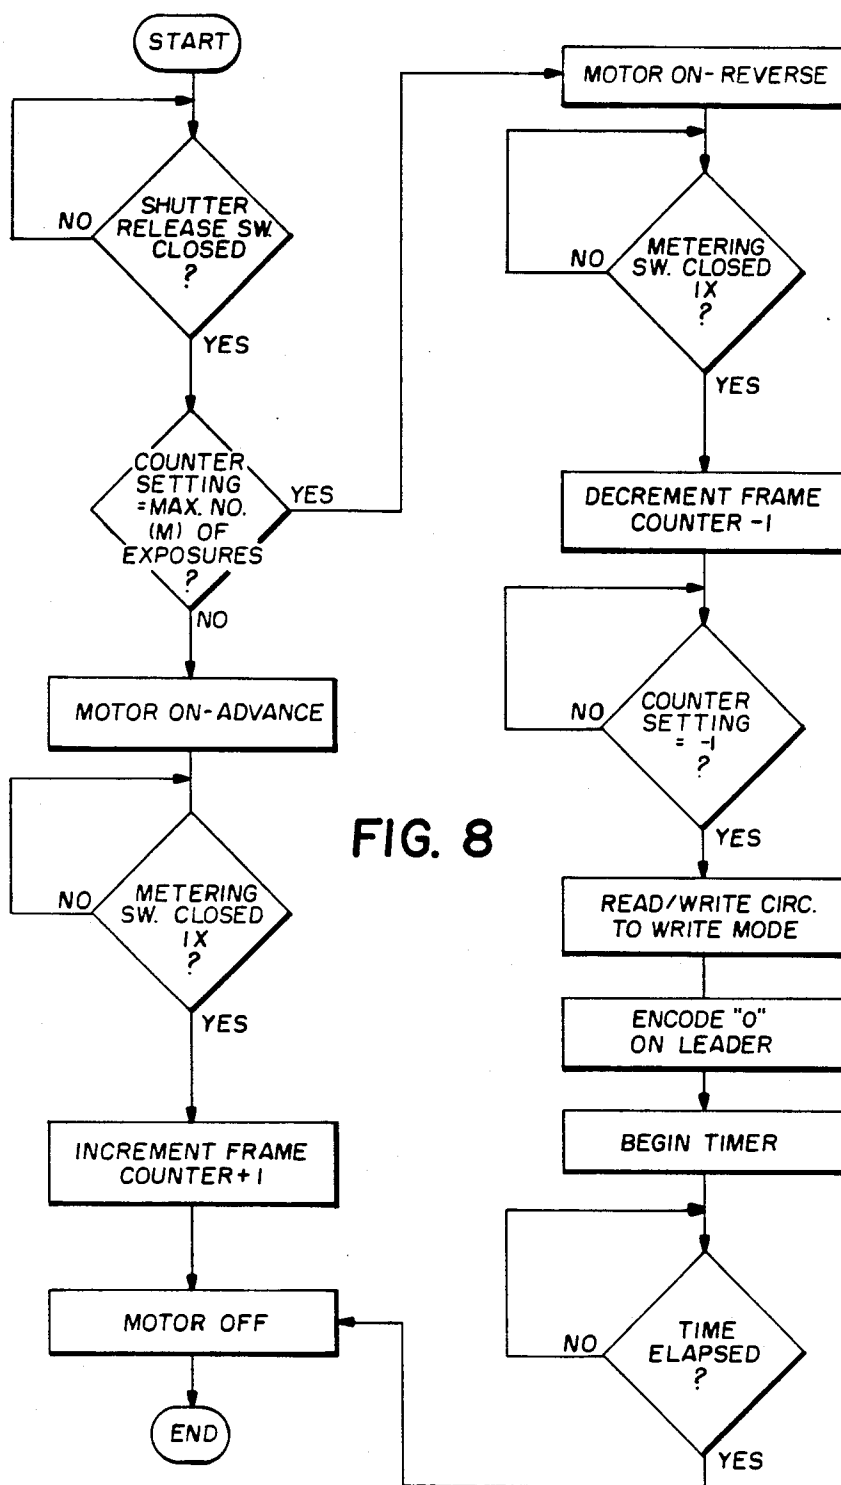 START
SHUTTER
RELEASE SW.
CLOSED
?
NO
YES
COUNTER
SETTING
=MAX. NO.
(M) OF
EXPOSURES
?
YES
NO
MOTOR ON-ADVANCE
METERING
SW. CLOSED
1X
?
NO
YES
INCREMENT FRAME
COUNTER+1
MOTOR OFF
END
FIG. 8
MOTOR ON-REVERSE
METERING
SW. CLOSED
1X
?
NO
YES
DECREMENT FRAME
COUNTER -1
COUNTER
SETTING
= -1
?
NO
YES
READ/WRITE CIRC.
TO WRITE MODE
ENCODE "0"
ON LEADER
BEGIN TIMER
TIME
ELAPSED
?
NO
YES